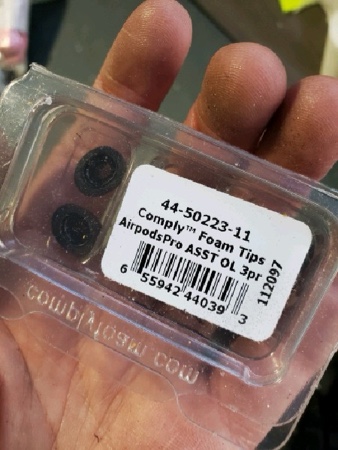 44-50223-11
Comply™ Foam Tips
AirpodsPro ASST OL 3pr
6 55942 44039 3
112097
complyfoam.com